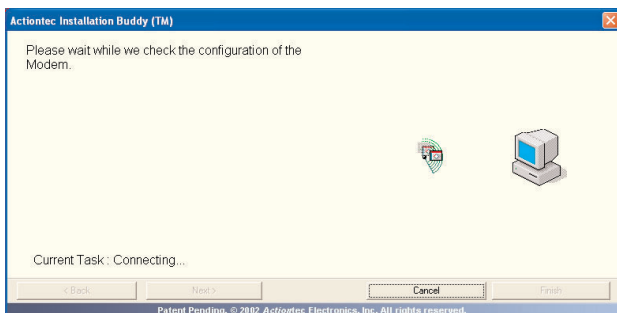 Actiontec Installation Buddy (TM)
Please wait while we check the configuration of the
Modem.
Current Task : Connecting...
< Back
Next >
Cancel
Finish
Patent Pending. © 2002 Actiontec Electronics, Inc. All rights reserved.